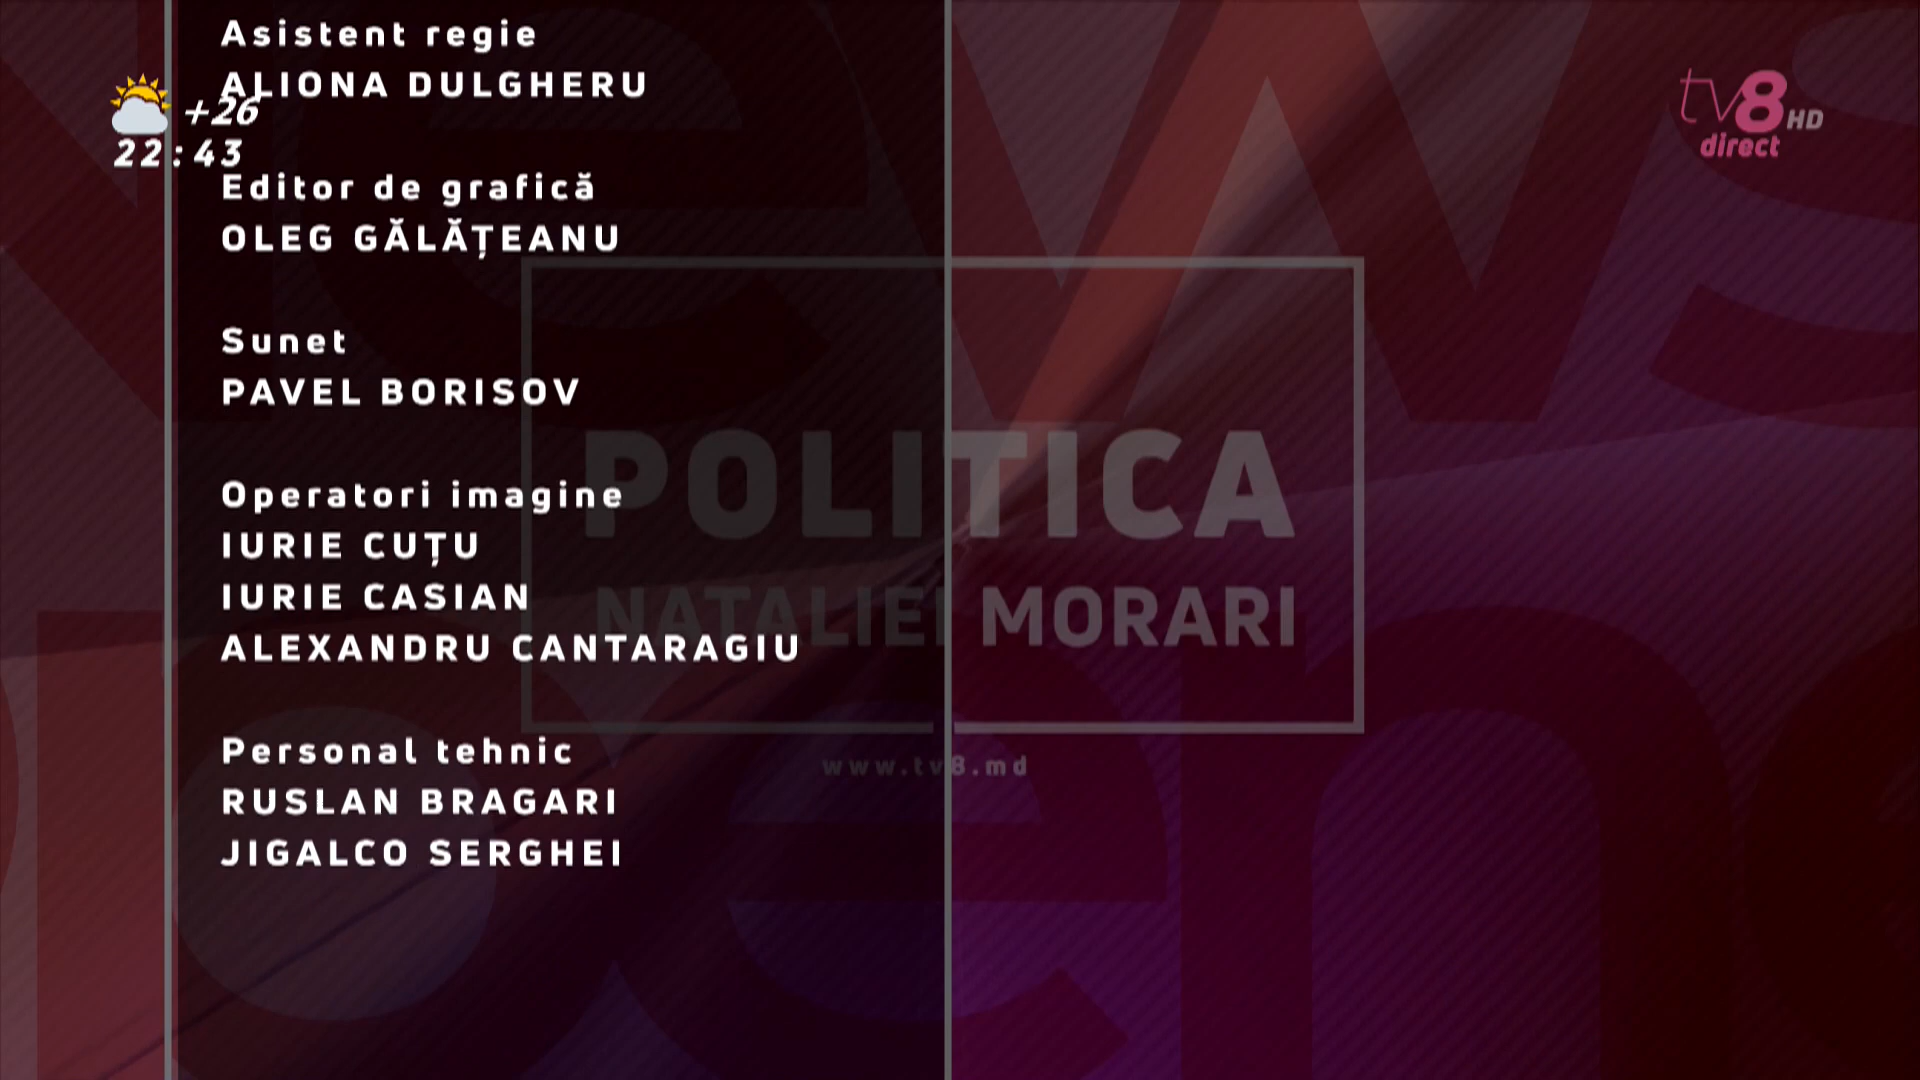 Asistent regie
ALIONA DULGHERU
+26
22:43
tv8 HD
direct
Editor de grafică
OLEG GĂLĂȚEANU
Sunet
PAVEL BORISOV
Operatori imagine
IURIE CUȚU
IURIE CASIAN
ALEXANDRU CANTARAGIU
Personal tehnic
RUSLAN BRAGARI
JIGALCO SERGHEI
POLITICA
NATALIEI MORARI
www.tv8.md